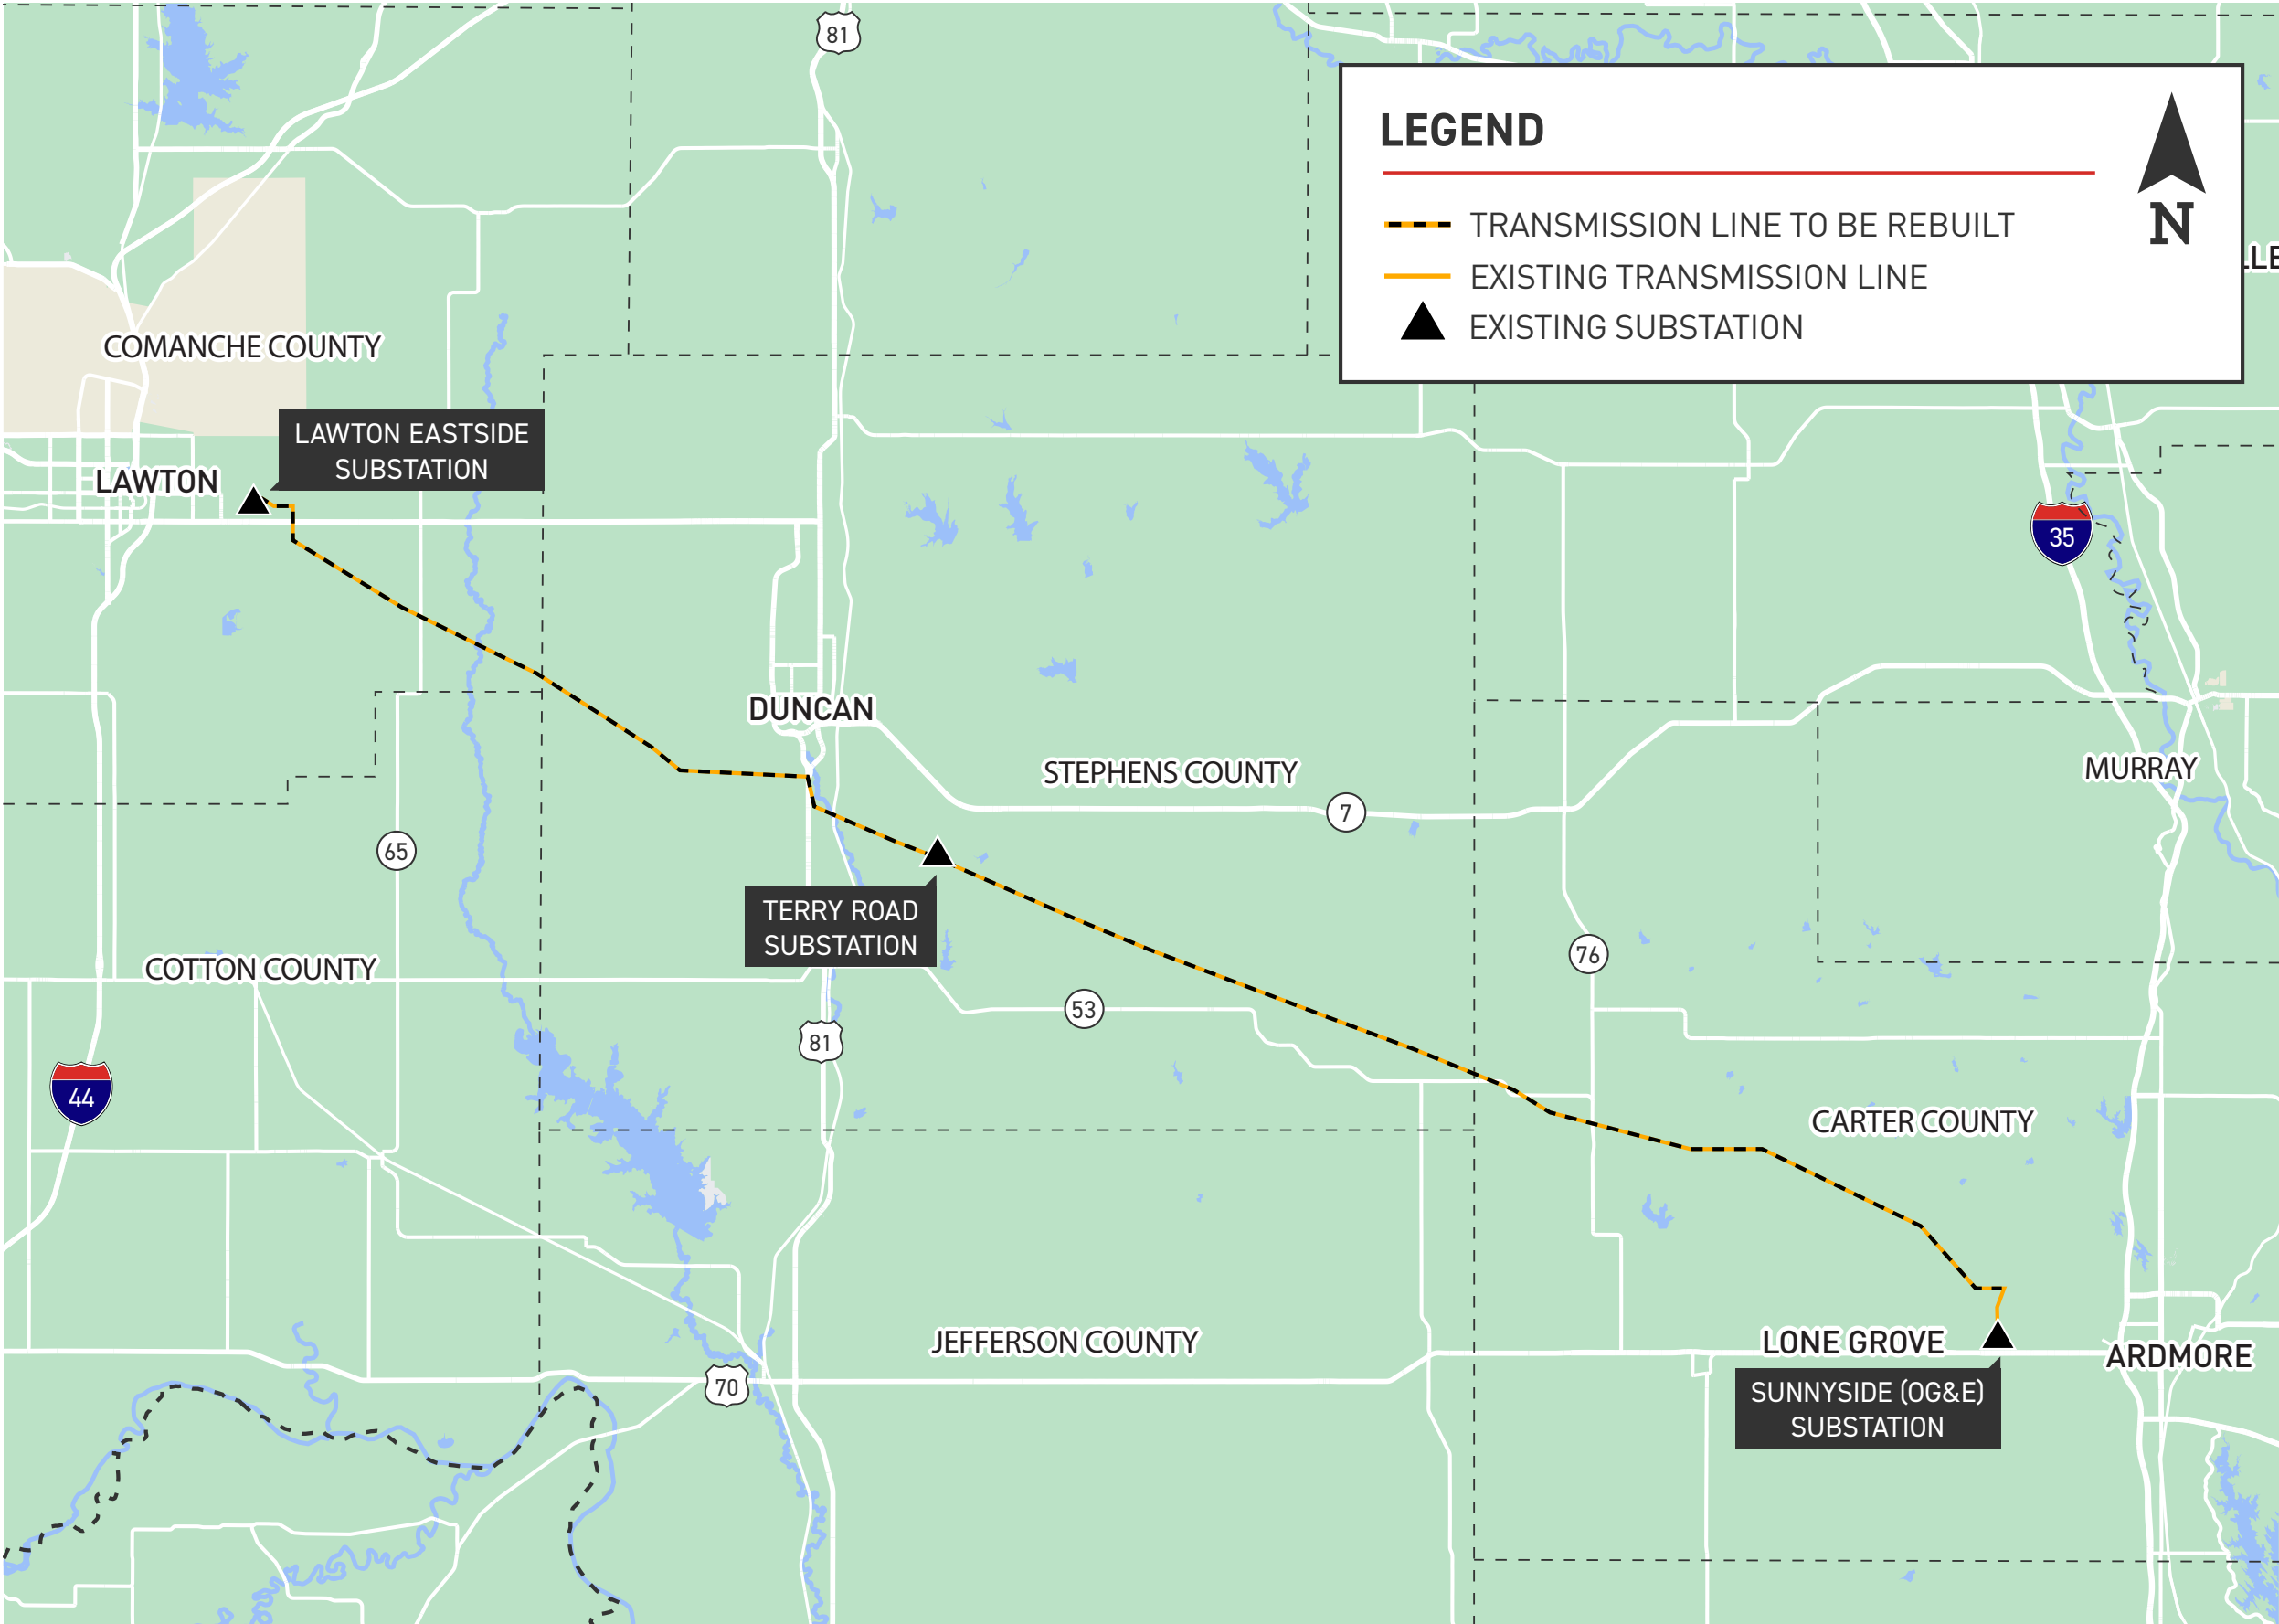 81
LEGEND
TRANSMISSION LINE TO BE REBUILT
EXISTING TRANSMISSION LINE
EXISTING SUBSTATION
N
COMANCHE COUNTY
LAWTON EASTSIDE
SUBSTATION
LAWTON
35
DUNCAN
STEPHENS COUNTY
MURRAY
7
65
TERRY ROAD
SUBSTATION
76
COTTON COUNTY
53
81
44
CARTER COUNTY
JEFFERSON COUNTY
LONE GROVE
ARDMORE
70
SUNNYSIDE (OG&E)
SUBSTATION